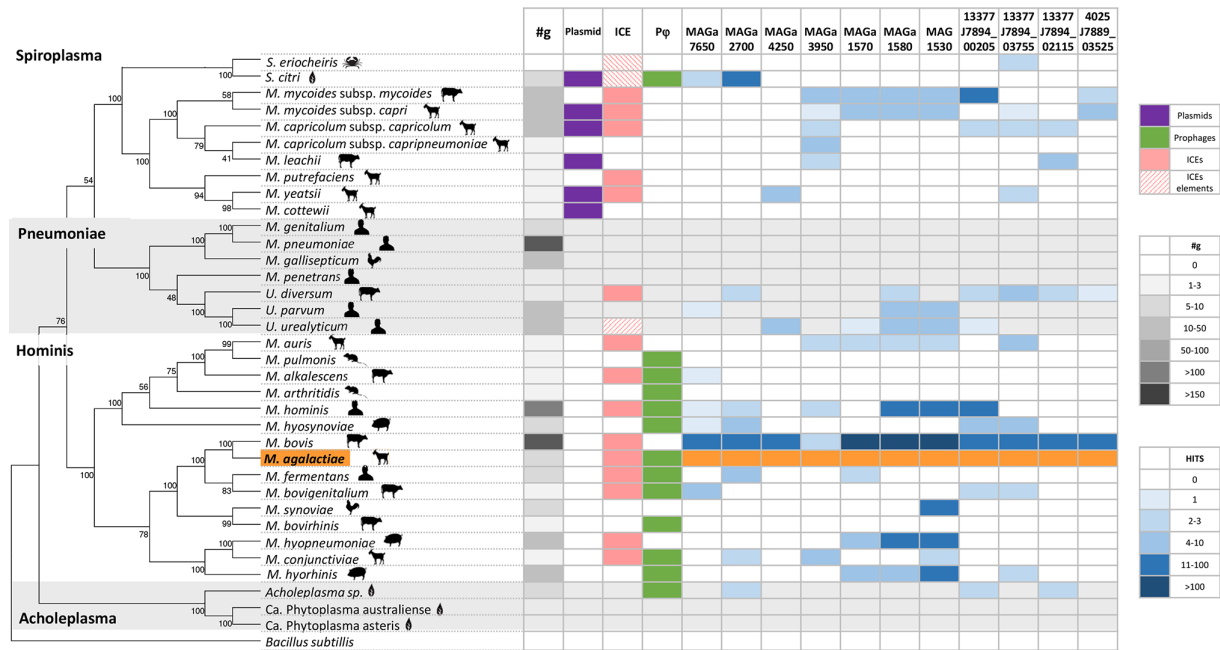 #g Plasmid ICE Pφ MAGa 7650 MAGa 2700 MAGa 4250 MAGa 3950 MAGa 1570 MAGa 1580 MAG 1530 13377 J7894_ 00205 13377 J7894_ 03755 13377 J7894_ 02115 4025 J7889_ 03525
Spiroplasma
S. eriocheiris
100
S. citri
58
M. mycoides subsp. mycoides
100
M. mycoides subsp. capri
100
M. capricolum subsp. capricolum
79
M. capricolum subsp. capripneumoniae
100
41
M. leachii
M. putrefaciens
54
94
M. yeatsii
98
M. cottewii
Pneumoniae
M. genitalium
100
M. pneumoniae
100
M. gallisepticum
M. penetrans
48
U. diversum
100
U. parvum
76
100
U. urealyticum
Hominis
99
M. auris
100
M. pulmonis
75
M. alkalescens
56
M. arthritidis
100
M. hominis
M. hyosynoviae
100
M. bovis
100
M. agalactiae
100
M. fermentans
100
83
M. bovigenitalium
M. synoviae
99
M. bovirhinis
78
100
M. hyopneumoniae
M. conjunctiviae
100
M. hyorhinis
Acholeplasma sp.
100
Ca. Phytoplasma australiense
Acholeplasma
100
Ca. Phytoplasma asteris
Bacillus subtillis
Plasmids
Prophages
ICEs
ICEs
elements
#g
0
1-3
5-10
10-50
50-100
>100
>150
HITS
0
1
2-3
4-10
11-100
>100